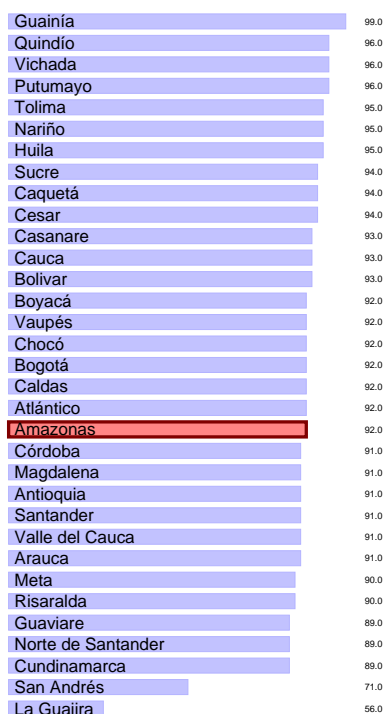 Guainía 99.0
Quindío 96.0
Vichada 96.0
Putumayo 96.0
Tolima 95.0
Nariño 95.0
Huila 95.0
Sucre 94.0
Caquetá 94.0
Cesar 94.0
Casanare 93.0
Cauca 93.0
Bolivar 93.0
Boyacá 92.0
Vaupés 92.0
Chocó 92.0
Bogotá 92.0
Caldas 92.0
Atlántico 92.0
Amazonas 92.0
Córdoba 91.0
Magdalena 91.0
Antioquia 91.0
Santander 91.0
Valle del Cauca 91.0
Arauca 91.0
Meta 90.0
Risaralda 90.0
Guaviare 89.0
Norte de Santander 89.0
Cundinamarca 89.0
San Andrés 71.0
La Guajira 56.0